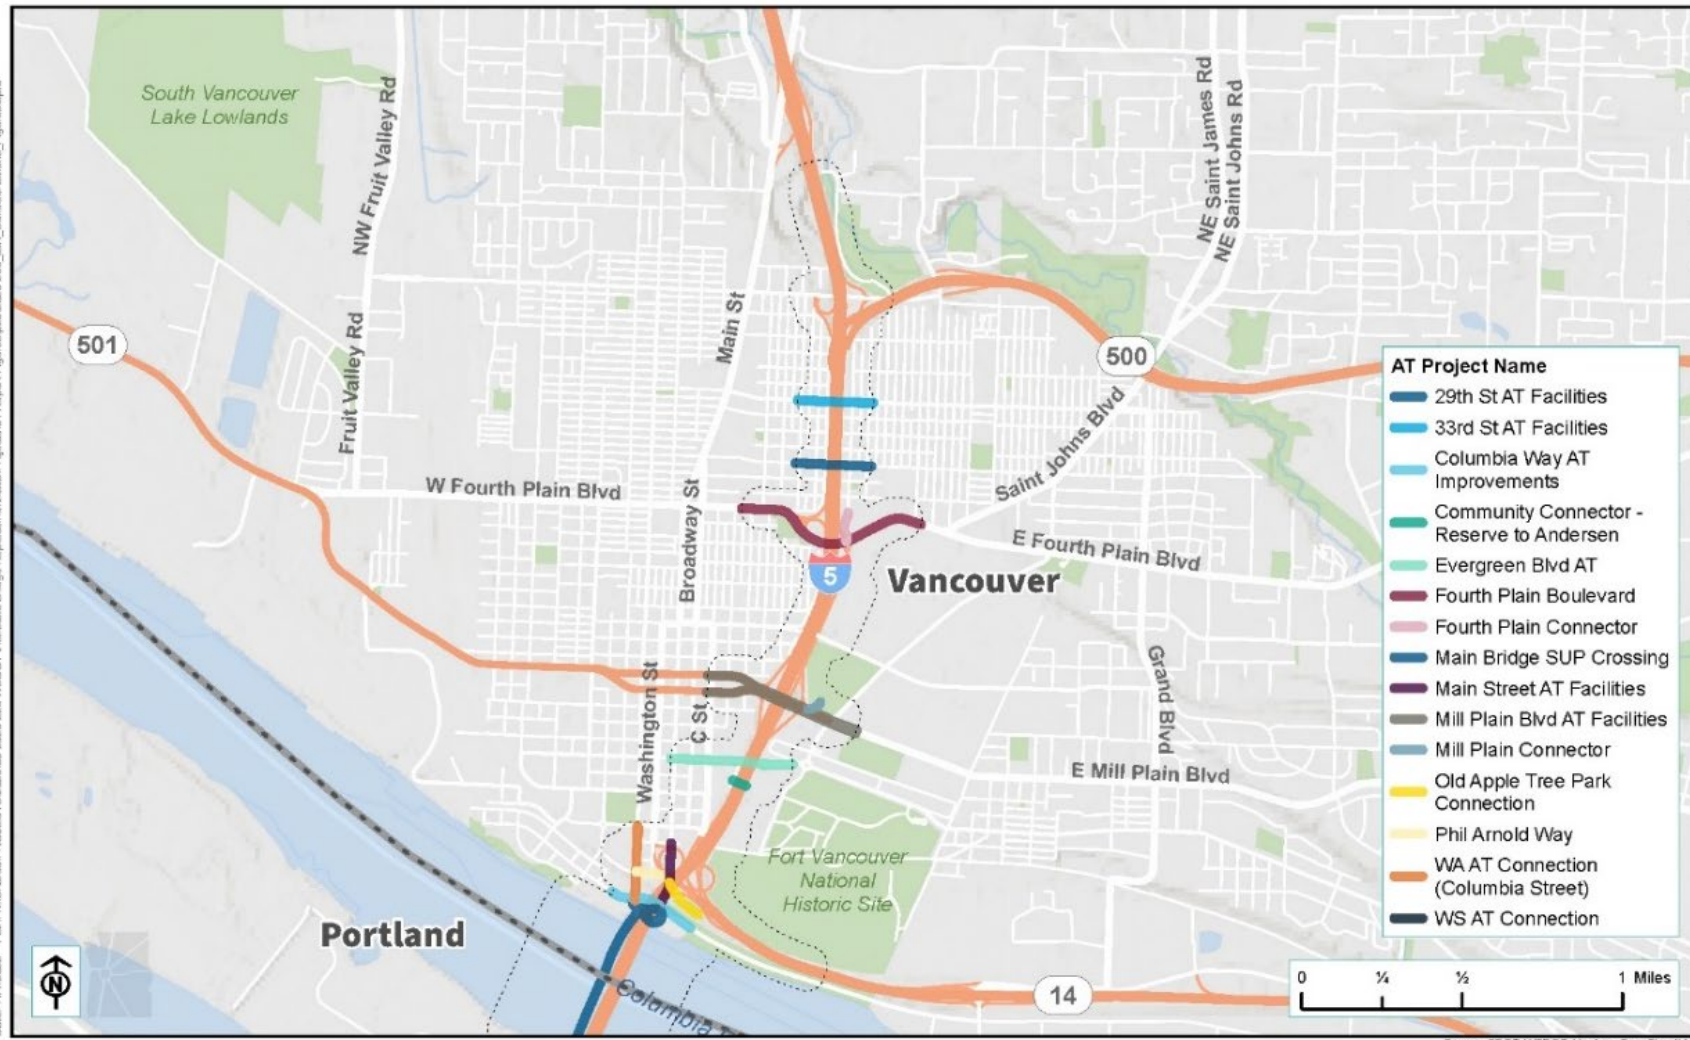 South Vancouver
Lake Lowlands
NW Fruit Valley Rd
NE Saint James Rd
NE Saint Johns Rd
Main St
501
Fruit Valley Rd
500
Saint Johns Blvd
W Fourth Plain Blvd
Broadway St
E Fourth Plain Blvd
5
Vancouver
Washington St
C St
Grand Blvd
E Mill Plain Blvd
Fort Vancouver
National
Historic Site
Portland
Columbia
14
N
AT Project Name
29th St AT Facilities
33rd St AT Facilities
Columbia Way AT
Improvements
Community Connector -
Reserve to Andersen
Evergreen Blvd AT
Fourth Plain Boulevard
Fourth Plain Connector
Main Bridge SUP Crossing
Main Street AT Facilities
Mill Plain Blvd AT Facilities
Mill Plain Connector
Old Apple Tree Park
Connection
Phil Arnold Way
WA AT Connection
(Columbia Street)
WS AT Connection
0 ¼ ½ 1 Miles